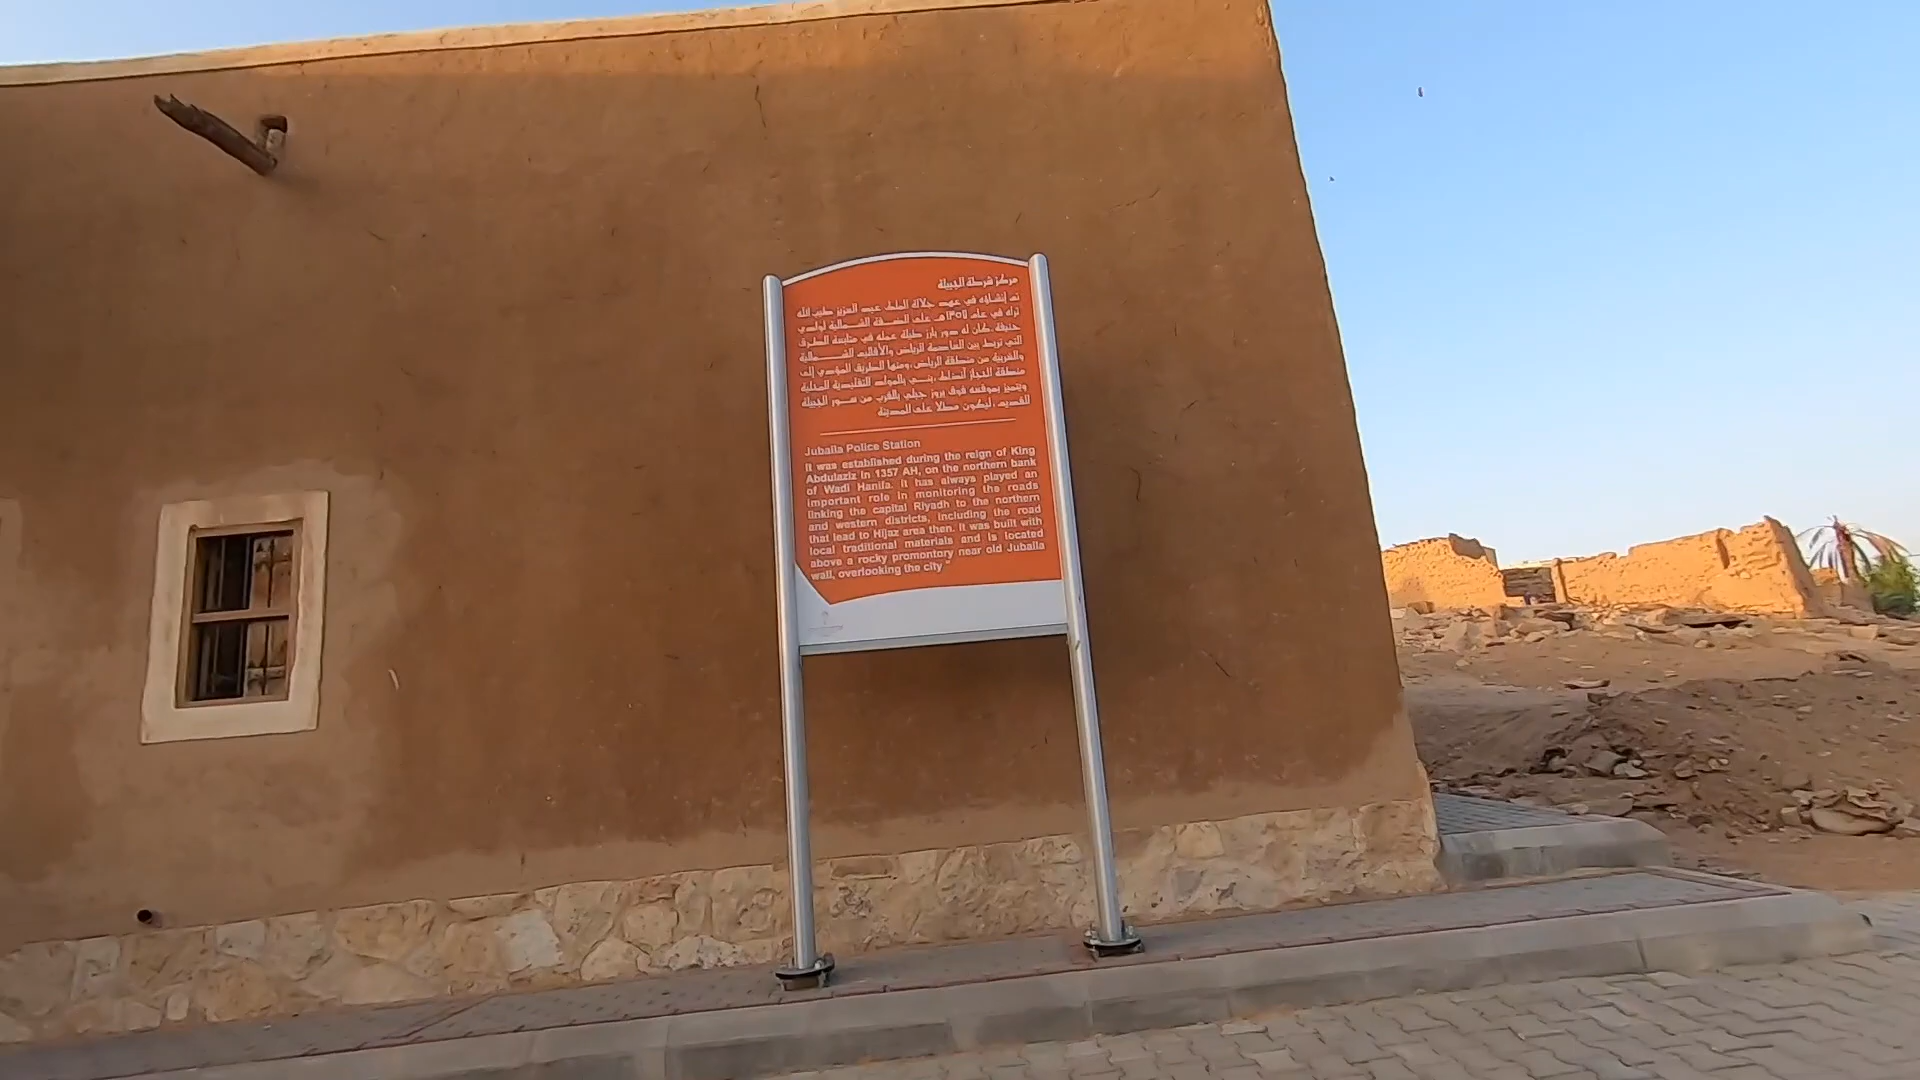 مركز شرطة الجبيلة
تم إنشاؤه في عهد جلالة الملك عبد العزيز طيب الله
ثراه في عام ١٣٥٧هـ على الضفة الشمالية لوادي
حنيفة، كان له دور بارز طيلة عمله في متابعة الطرق
التي تربط بين العاصمة الرياض والأقاليم الشمالية
والغربية من منطقة الرياض، ومنها الطريق المؤدي إلى
منطقة الحجاز آنذاك، بني بالمواد التقليدية المحلية
ويتميز بموقعه فوق بروز جبلي بالقرب من سور الجبيلة
القديم، ليكون مطلا على المدينة
Jubaila Police Station
It was established during the reign of King
Abdulaziz in 1357 AH, on the northern bank
of Wadi Hanifa. It has always played an
important role in monitoring the roads
linking the capital Riyadh to the northern
and western districts, including the road
that lead to Hijaz area then. It was built with
local traditional materials and is located
above a rocky promontory near old Jubaila
wall, overlooking the city "